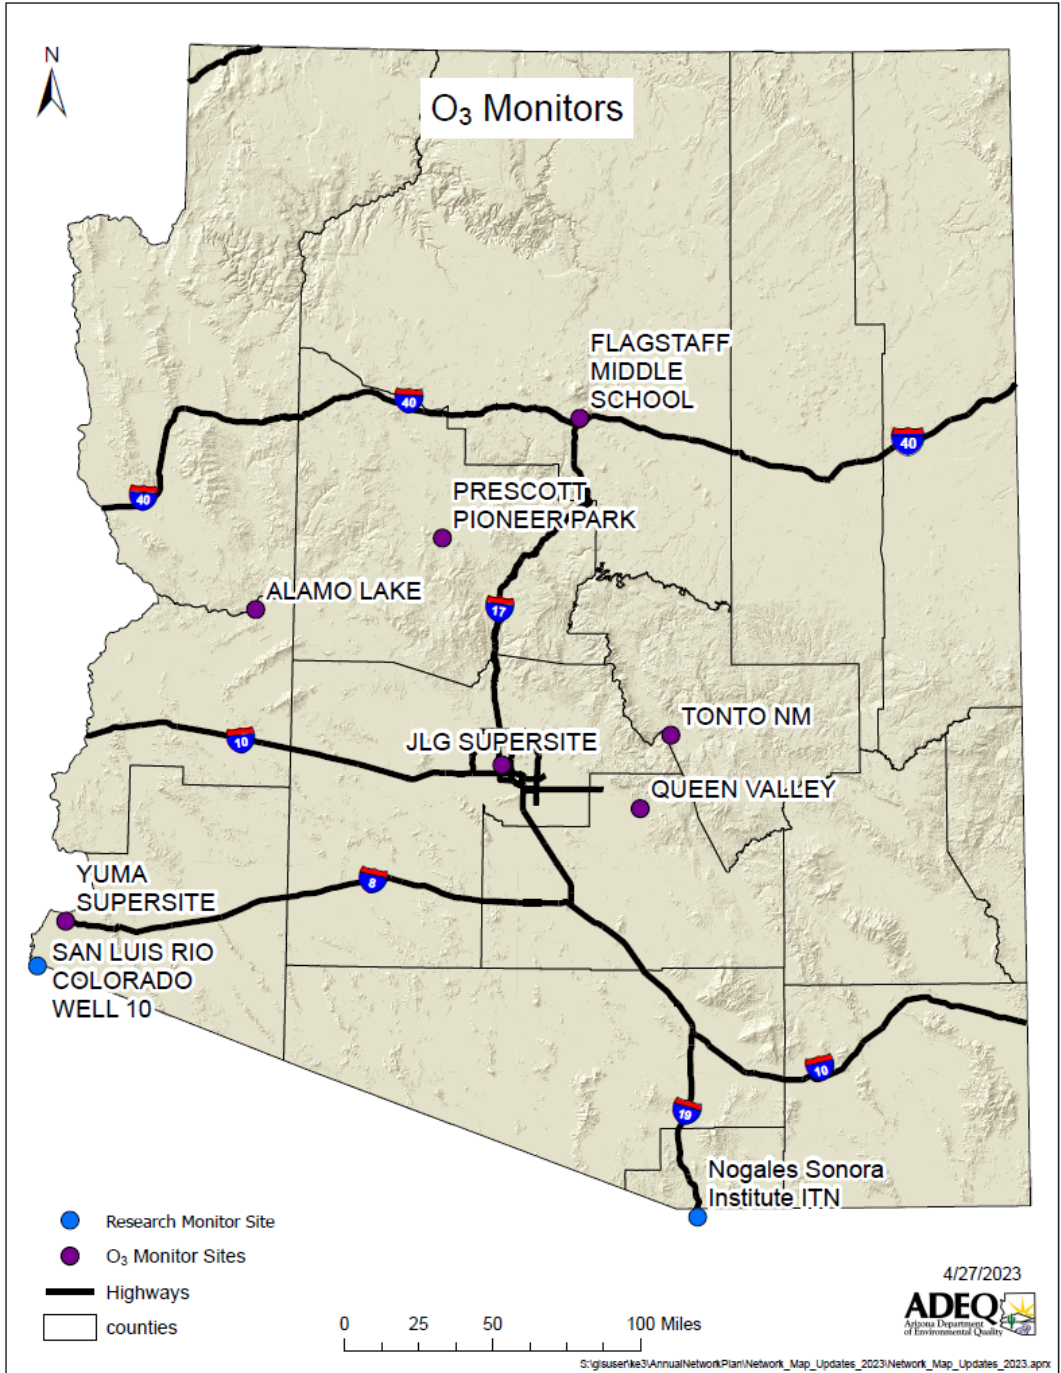 N
O₃ Monitors
FLAGSTAFF
MIDDLE
SCHOOL
40
40
40
PRESCOTT
PIONEER PARK
ALAMO LAKE
17
TONTO NM
10
JLG SUPERSITE
QUEEN VALLEY
YUMA
SUPERSITE
8
SAN LUIS RIO
COLORADO
WELL 10
10
19
Nogales Sonora
Institute ITN
Research Monitor Site
O₃ Monitor Sites
Highways
counties
0 25 50 100 Miles
4/27/2023
ADEQ
Arizona Department
of Environmental Quality
S:\gisuser\ke3\AnnualNetworkPlan\Network_Map_Updates_2023\Network_Map_Updates_2023.aprx